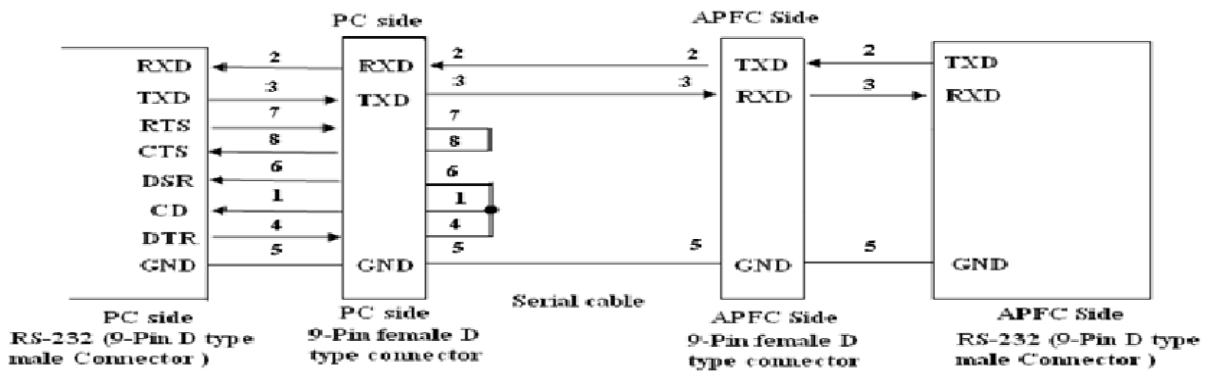 PC side
APFC Side
RXD 2 RXD 2 2 TXD 2 TXD
TXD 3 TXD 3 3 RXD 3 RXD
RTS 7 7
CTS 8 8
DSR 6 6
CD 1 1
DTR 4 4
GND 5 GND 5 5 GND 5 GND
Serial cable
PC side
RS-232 (9-Pin D type
male Connector )
PC side
9-Pin female D
type connector
APFC Side
9-Pin female D
type connector
APFC Side
RS-232 (9-Pin D type
male Connector )